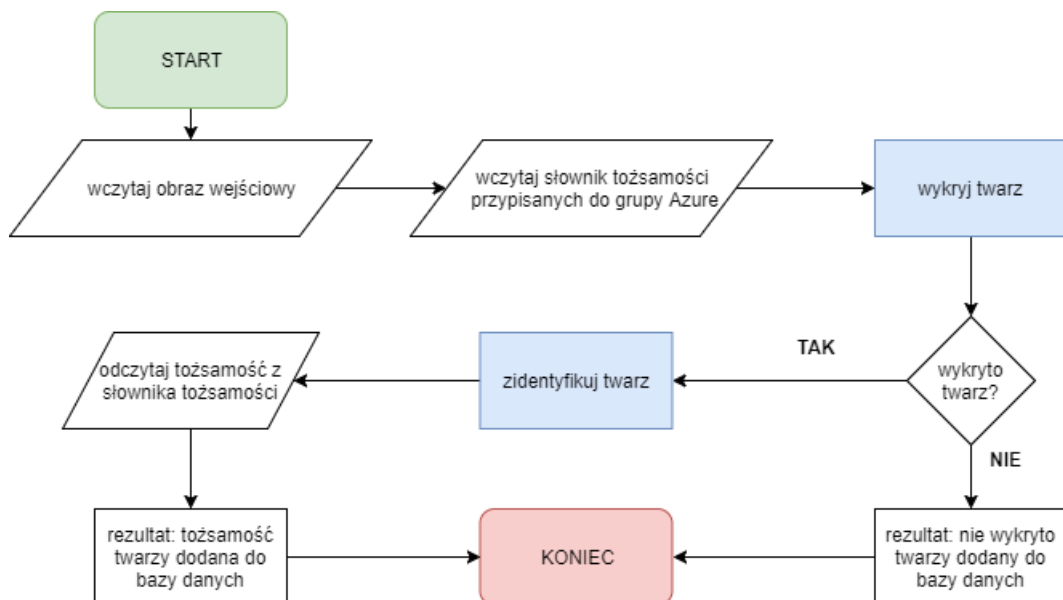 START
wczytaj obraz wejściowy
wczytaj słownik tożsamości
przypisanych do grupy Azure
wykryj twarz
wykryto
twarz?
TAK
zidentyfikuj twarz
odczytaj tożsamość z
słownika tożsamości
NIE
rezultat: tożsamość
twarzy dodana do
bazy danych
KONIEC
rezultat: nie wykryto
twarzy dodany do
bazy danych